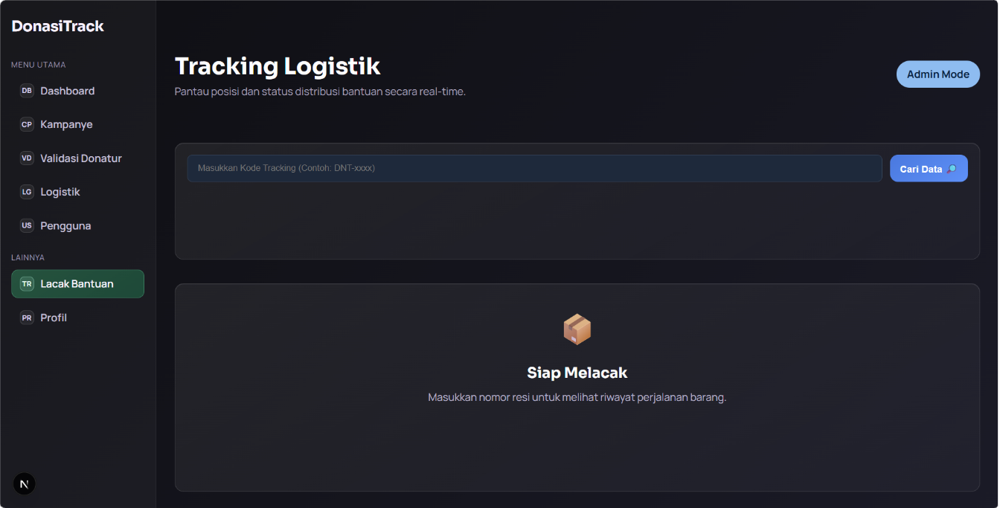 DonasiTrack
MENU UTAMA
DB Dashboard
CP Kampanye
VD Validasi Donatur
LG Logistik
US Pengguna
LAINNYA
TR Lacak Bantuan
PR Profil
N
Tracking Logistik
Pantau posisi dan status distribusi bantuan secara real-time.
Admin Mode
Masukkan Kode Tracking (Contoh: DNT-xxxx)
Cari Data 🔎
Siap Melacak
Masukkan nomor resi untuk melihat riwayat perjalanan barang.